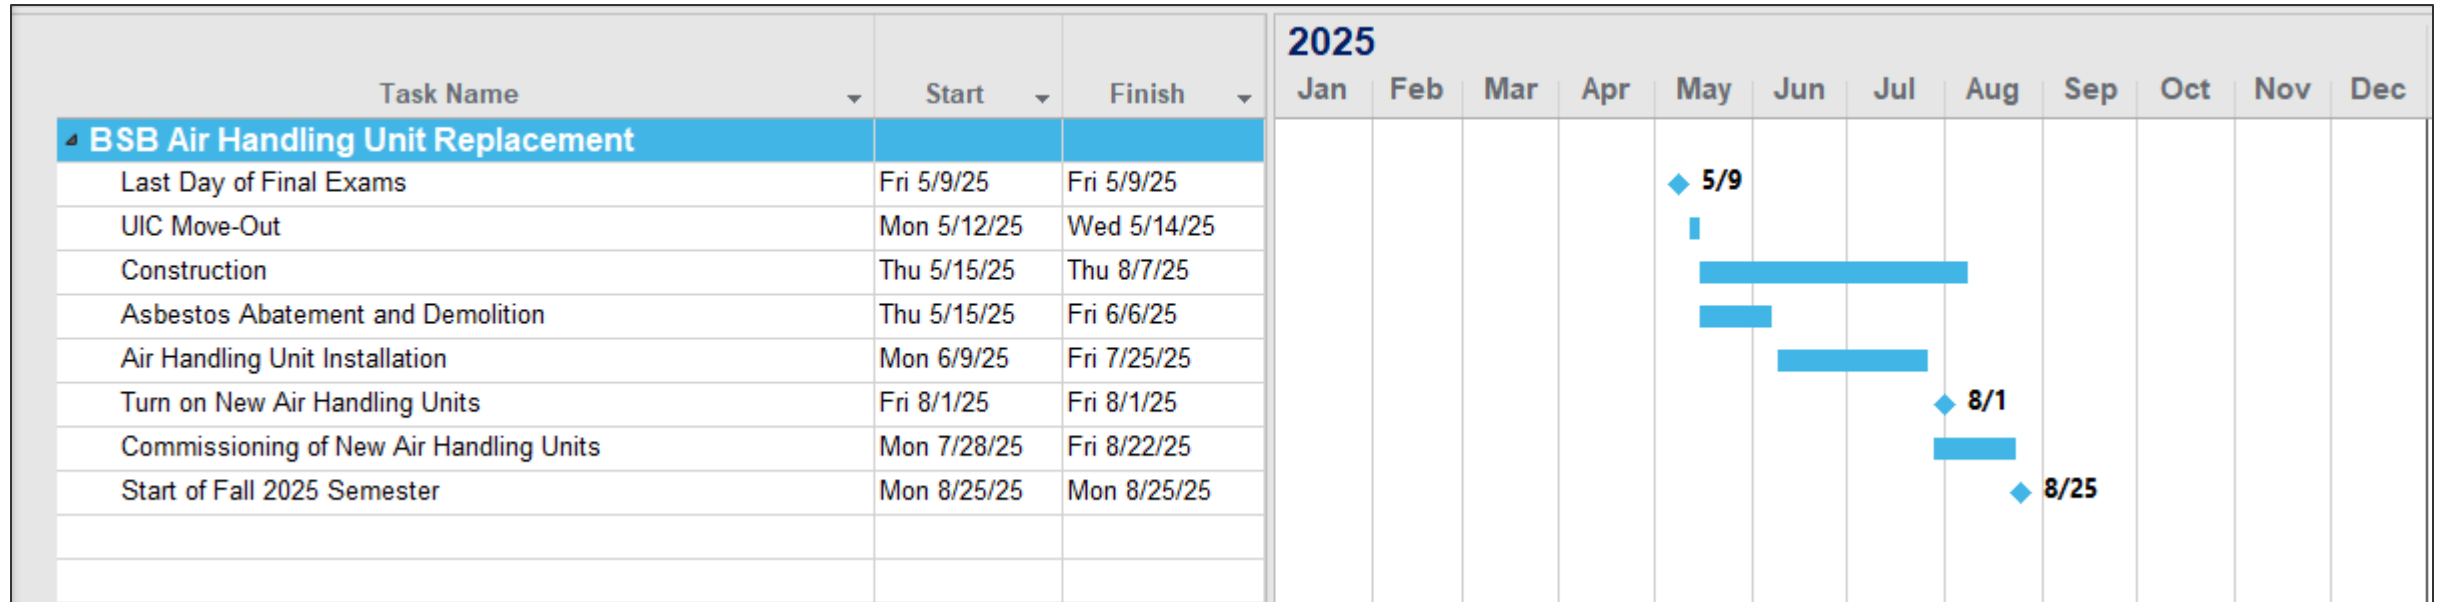 2025
Task Name Start Finish Jan Feb Mar Apr May Jun Jul Aug Sep Oct Nov Dec
BSB Air Handling Unit Replacement
Last Day of Final Exams Fri 5/9/25 Fri 5/9/25 5/9
UIC Move-Out Mon 5/12/25 Wed 5/14/25
Construction Thu 5/15/25 Thu 8/7/25
Asbestos Abatement and Demolition Thu 5/15/25 Fri 6/6/25
Air Handling Unit Installation Mon 6/9/25 Fri 7/25/25
Turn on New Air Handling Units Fri 8/1/25 Fri 8/1/25 8/1
Commissioning of New Air Handling Units Mon 7/28/25 Fri 8/22/25
Start of Fall 2025 Semester Mon 8/25/25 Mon 8/25/25 8/25